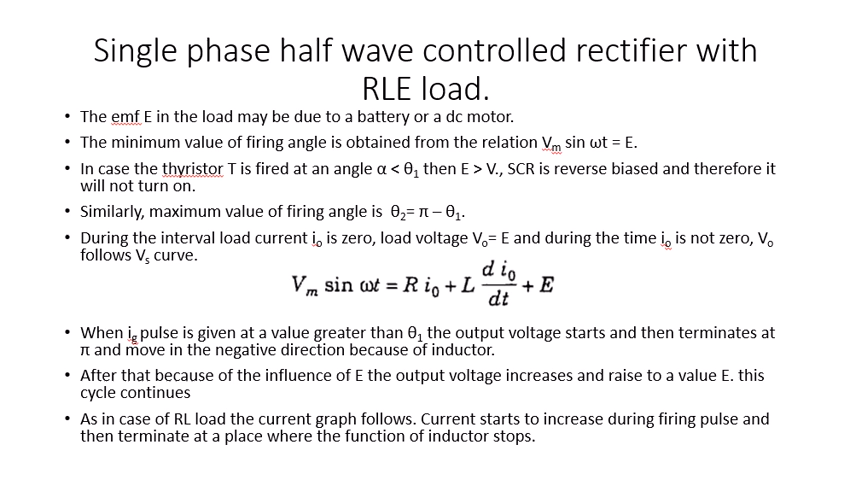 Single phase half wave controlled rectifier with
RLE load.
• The emf E in the load may be due to a battery or a dc motor.
• The minimum value of firing angle is obtained from the relation Vₘ sin ωt = E.
• In case the thyristor T is fired at an angle α < θ₁ then E > V., SCR is reverse biased and therefore it
will not turn on.
• Similarly, maximum value of firing angle is θ₂= π – θ₁.
• During the interval load current iₒ is zero, load voltage Vₒ= E and during the time iₒ is not zero, Vₒ
follows Vₛ curve.
Vₘ sin ωt = R i₀ + L d i₀/dt + E
• When i_g pulse is given at a value greater than θ₁ the output voltage starts and then terminates at
π and move in the negative direction because of inductor.
• After that because of the influence of E the output voltage increases and raise to a value E. this
cycle continues
• As in case of RL load the current graph follows. Current starts to increase during firing pulse and
then terminate at a place where the function of inductor stops.